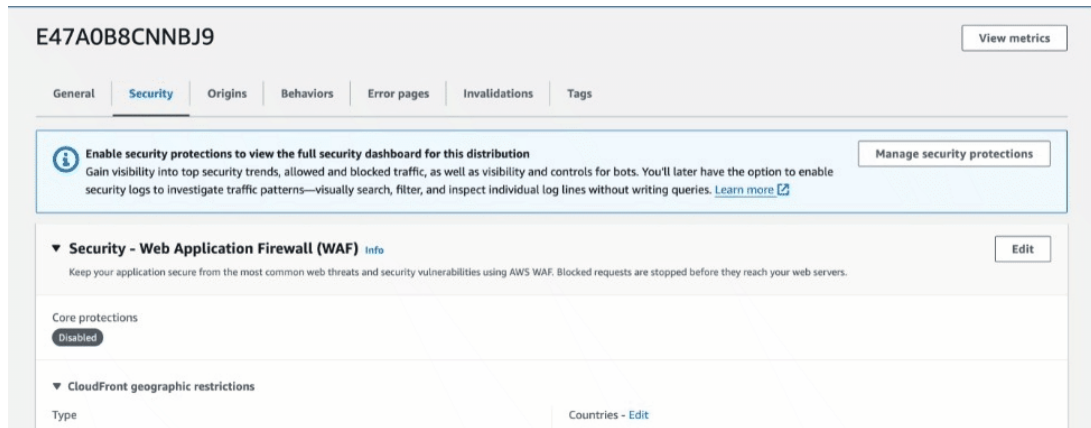 E47A0B8CNNBJ9
View metrics
General Security Origins Behaviors Error pages Invalidations Tags
Enable security protections to view the full security dashboard for this distribution
Manage security protections
Gain visibility into top security trends, allowed and blocked traffic, as well as visibility and controls for bots. You'll later have the option to enable
security logs to investigate traffic patterns—visually search, filter, and inspect individual log lines without writing queries. Learn more
Security - Web Application Firewall (WAF) Info
Edit
Keep your application secure from the most common web threats and security vulnerabilities using AWS WAF. Blocked requests are stopped before they reach your web servers.
Core protections
Disabled
CloudFront geographic restrictions
Type
Countries - Edit